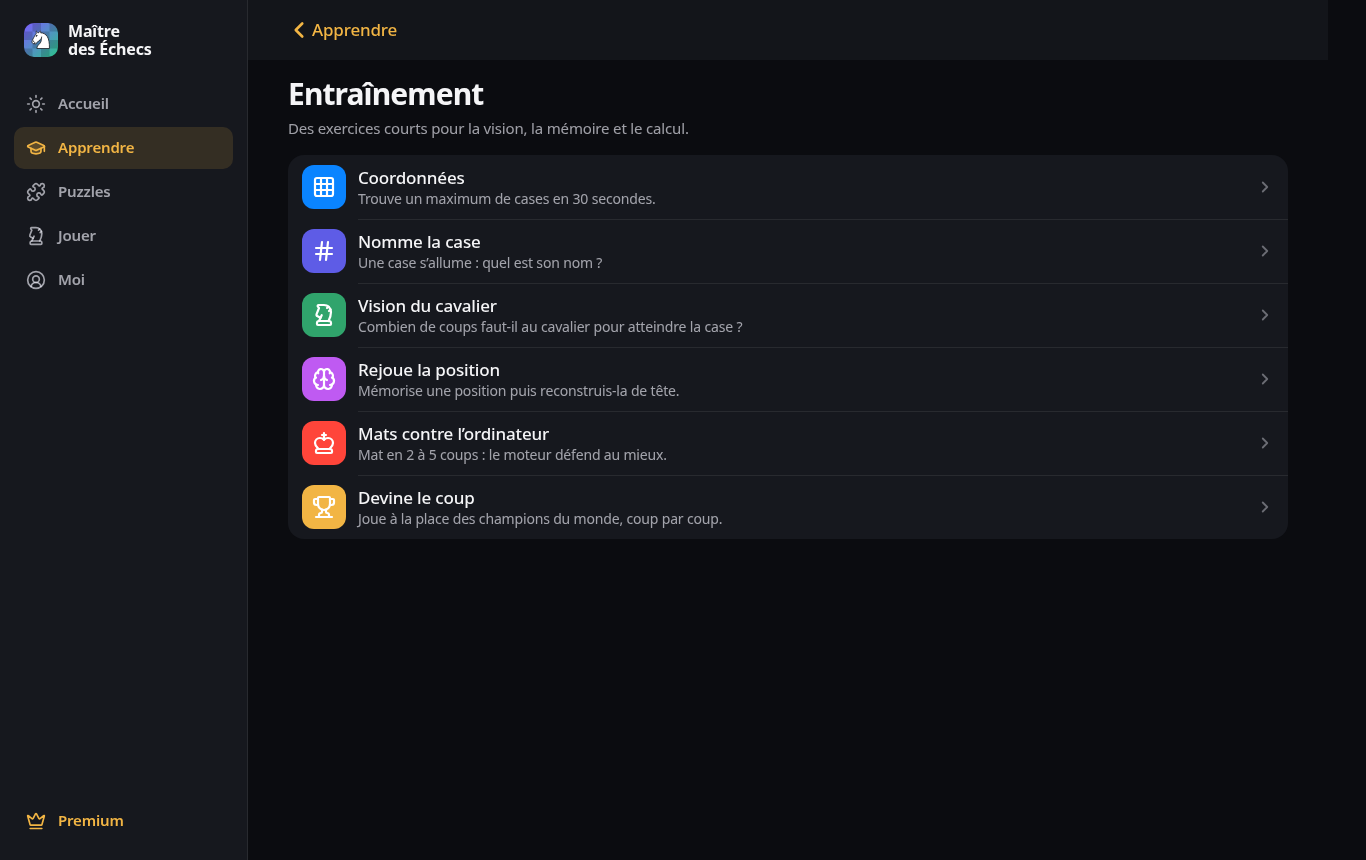 Maître
des Échecs
Accueil
Apprendre
Puzzles
Jouer
Moi
Premium
Apprendre
Entraînement
Des exercices courts pour la vision, la mémoire et le calcul.
Coordonnées
Trouve un maximum de cases en 30 secondes.
Nomme la case
Une case s’allume : quel est son nom ?
Vision du cavalier
Combien de coups faut-il au cavalier pour atteindre la case ?
Rejoue la position
Mémorise une position puis reconstruis-la de tête.
Mats contre l’ordinateur
Mat en 2 à 5 coups : le moteur défend au mieux.
Devine le coup
Joue à la place des champions du monde, coup par coup.